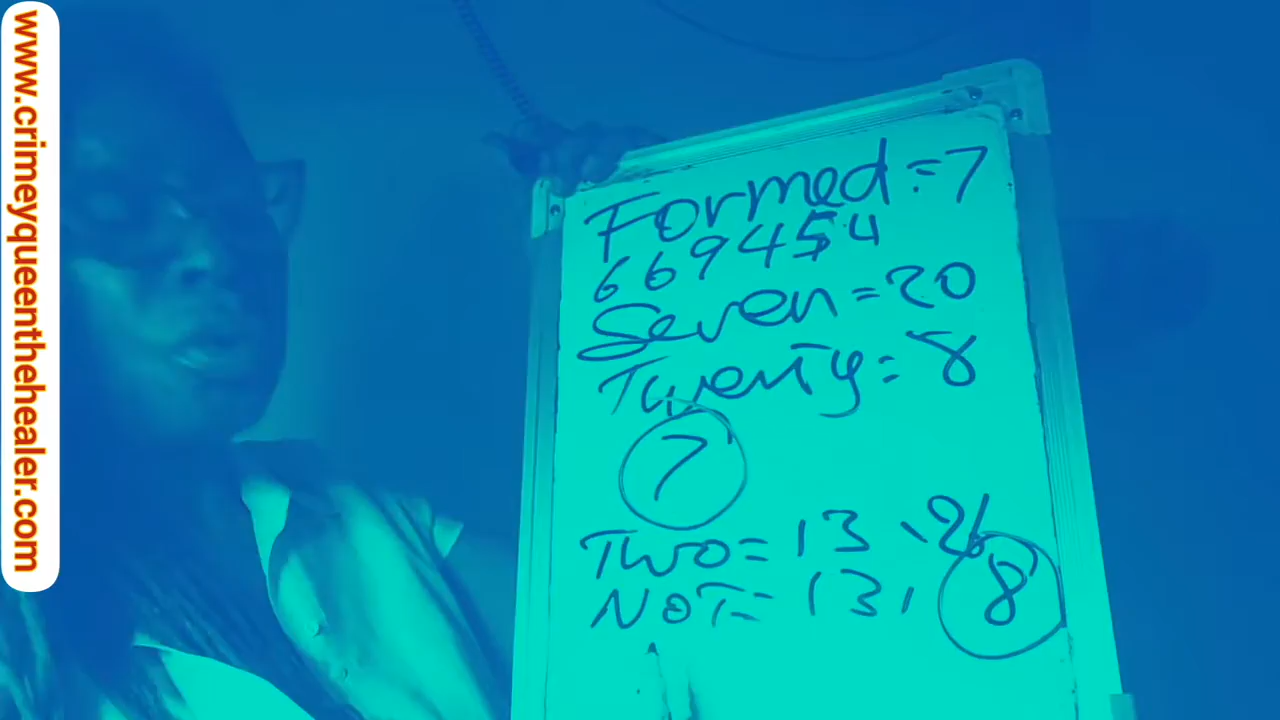 www.crimeyqueenthehealer.com
Formed = 7
669454
Seven = 20
Twenty = 8
7
Two = 13, 26
NOT = 13, 8